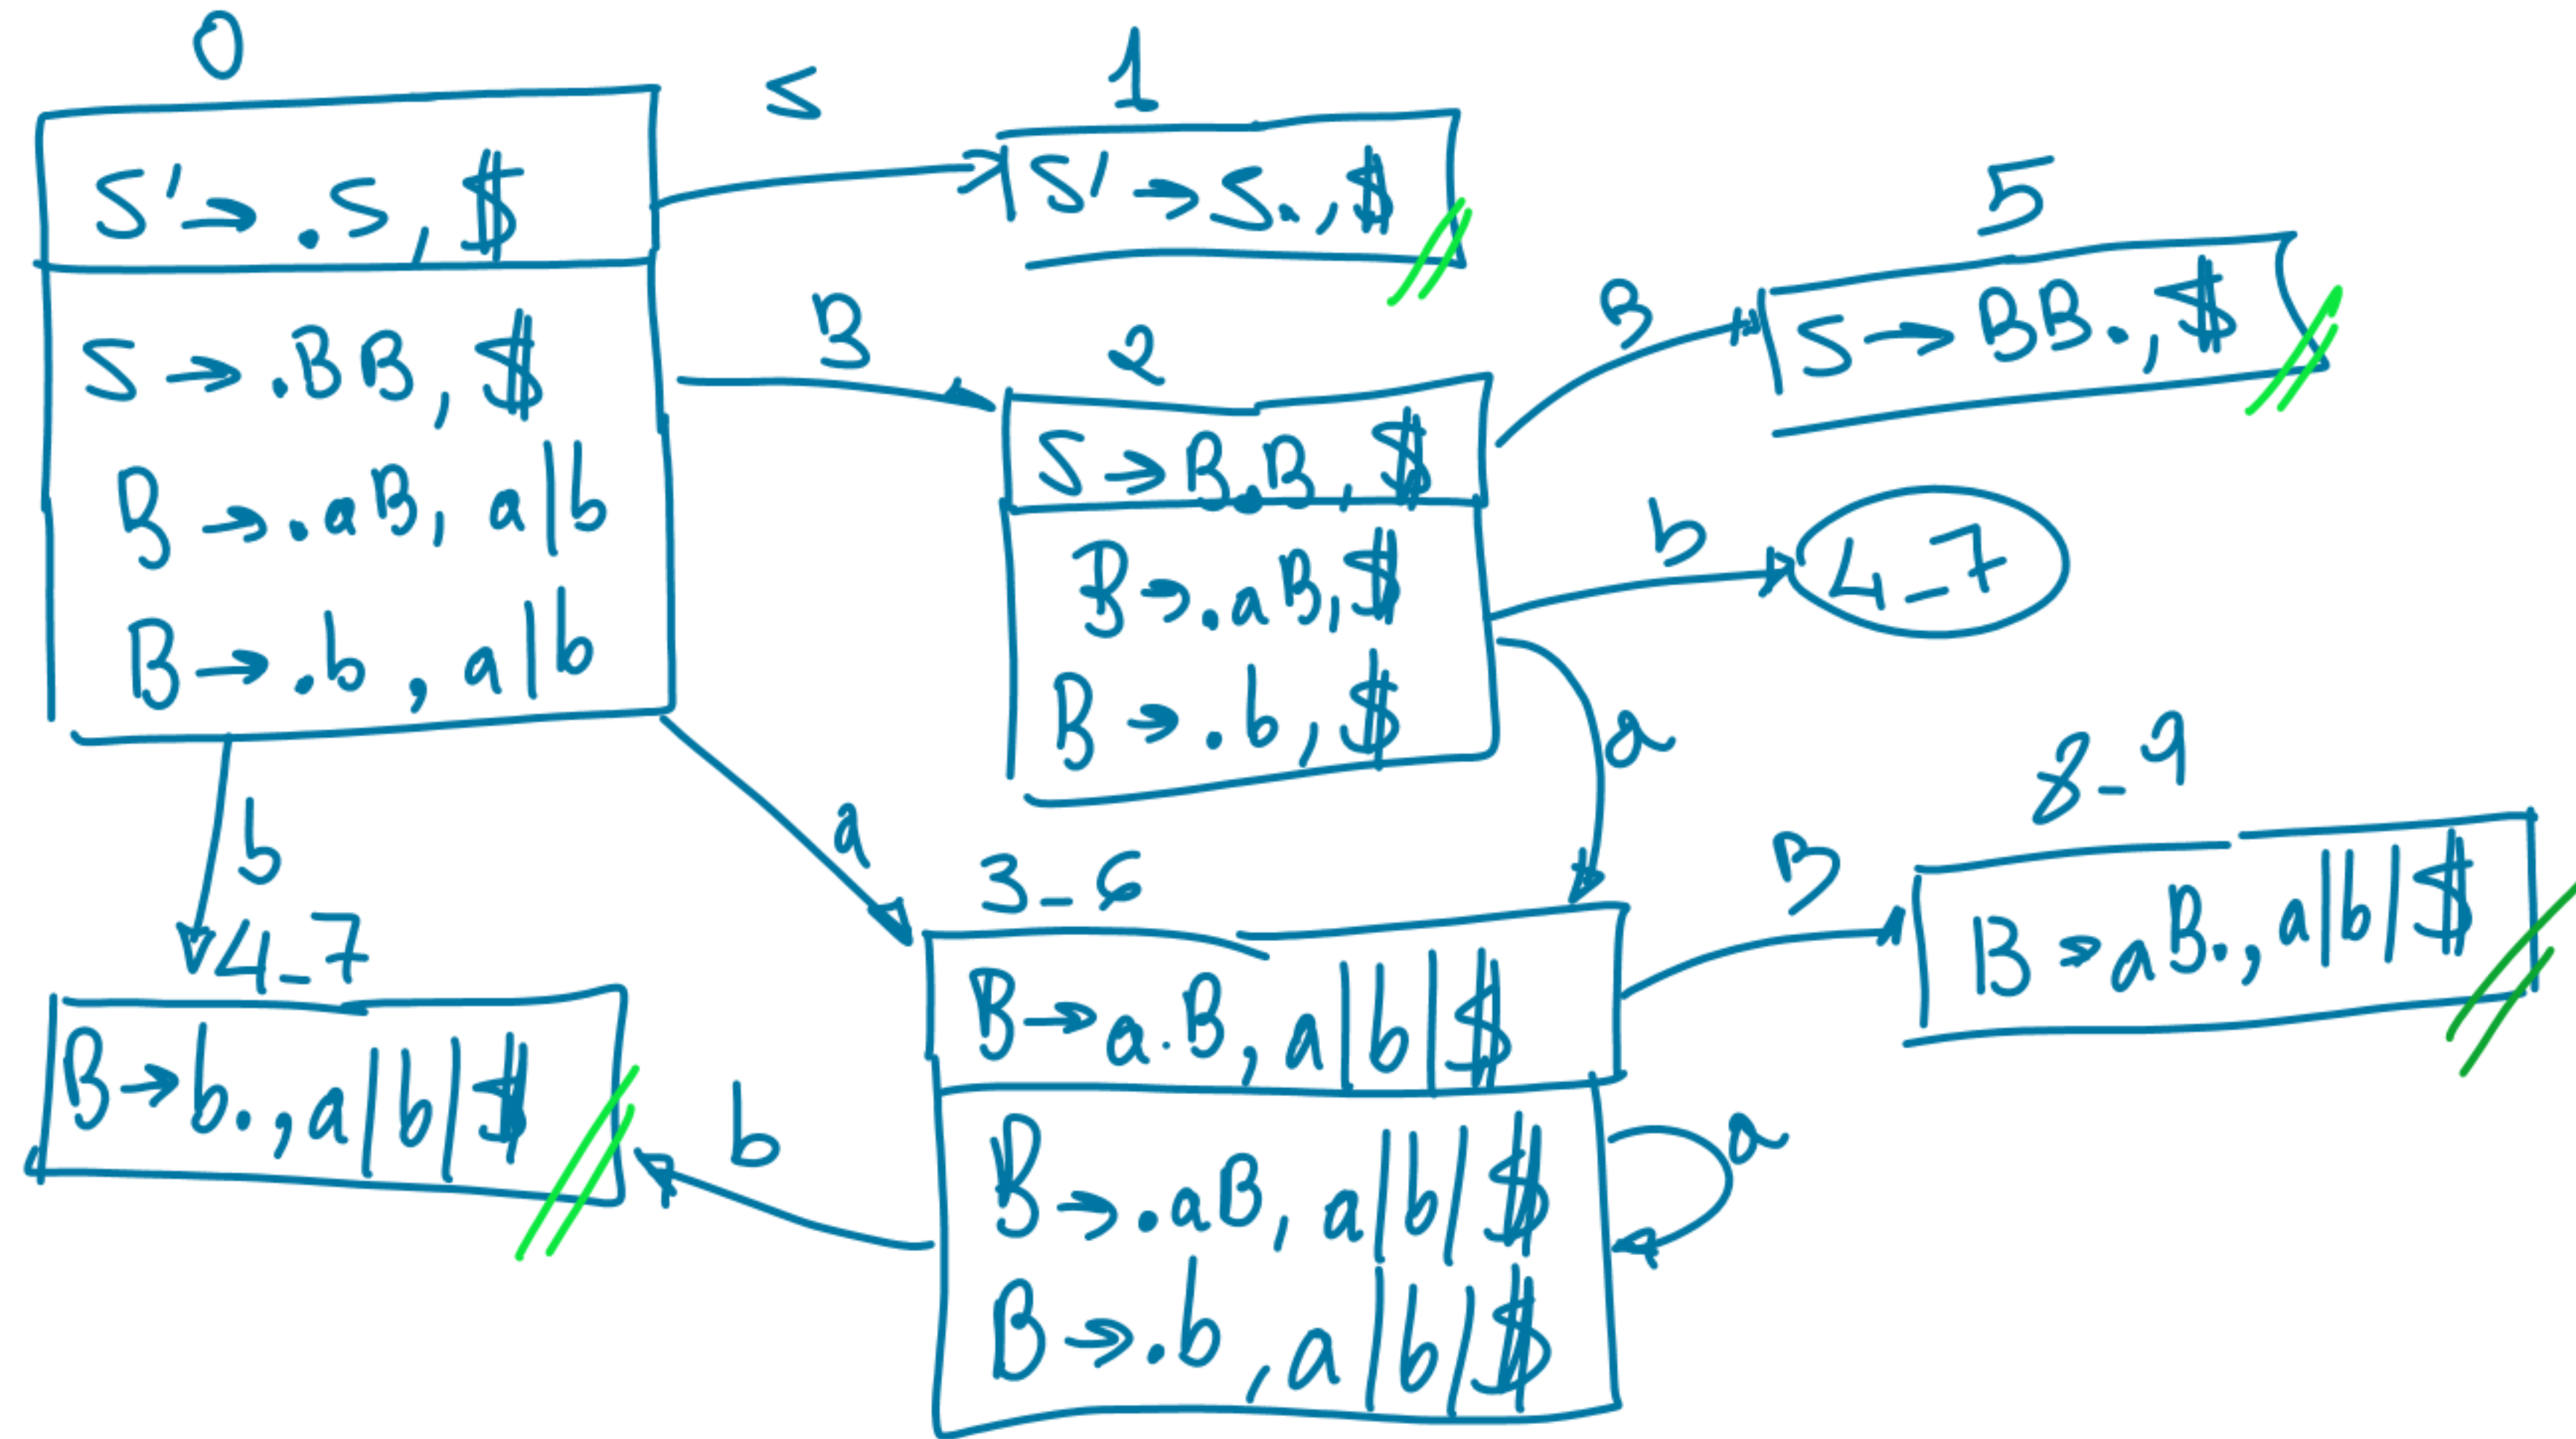 0
S' → .S, $
S → .BB, $
B → .aB, a|b
B → .b, a|b
S
1
S' → S., $
B
2
S → B.B, $
B → .aB, $
B → .b, $
B
5
S → BB., $
b
4_7
a
b
4_7
B → b., a|b|$
a
3_6
B → a.B, a|b|$
B → .aB, a|b|$
B → .b, a|b|$
b
a
B
8_9
B → aB., a|b|$